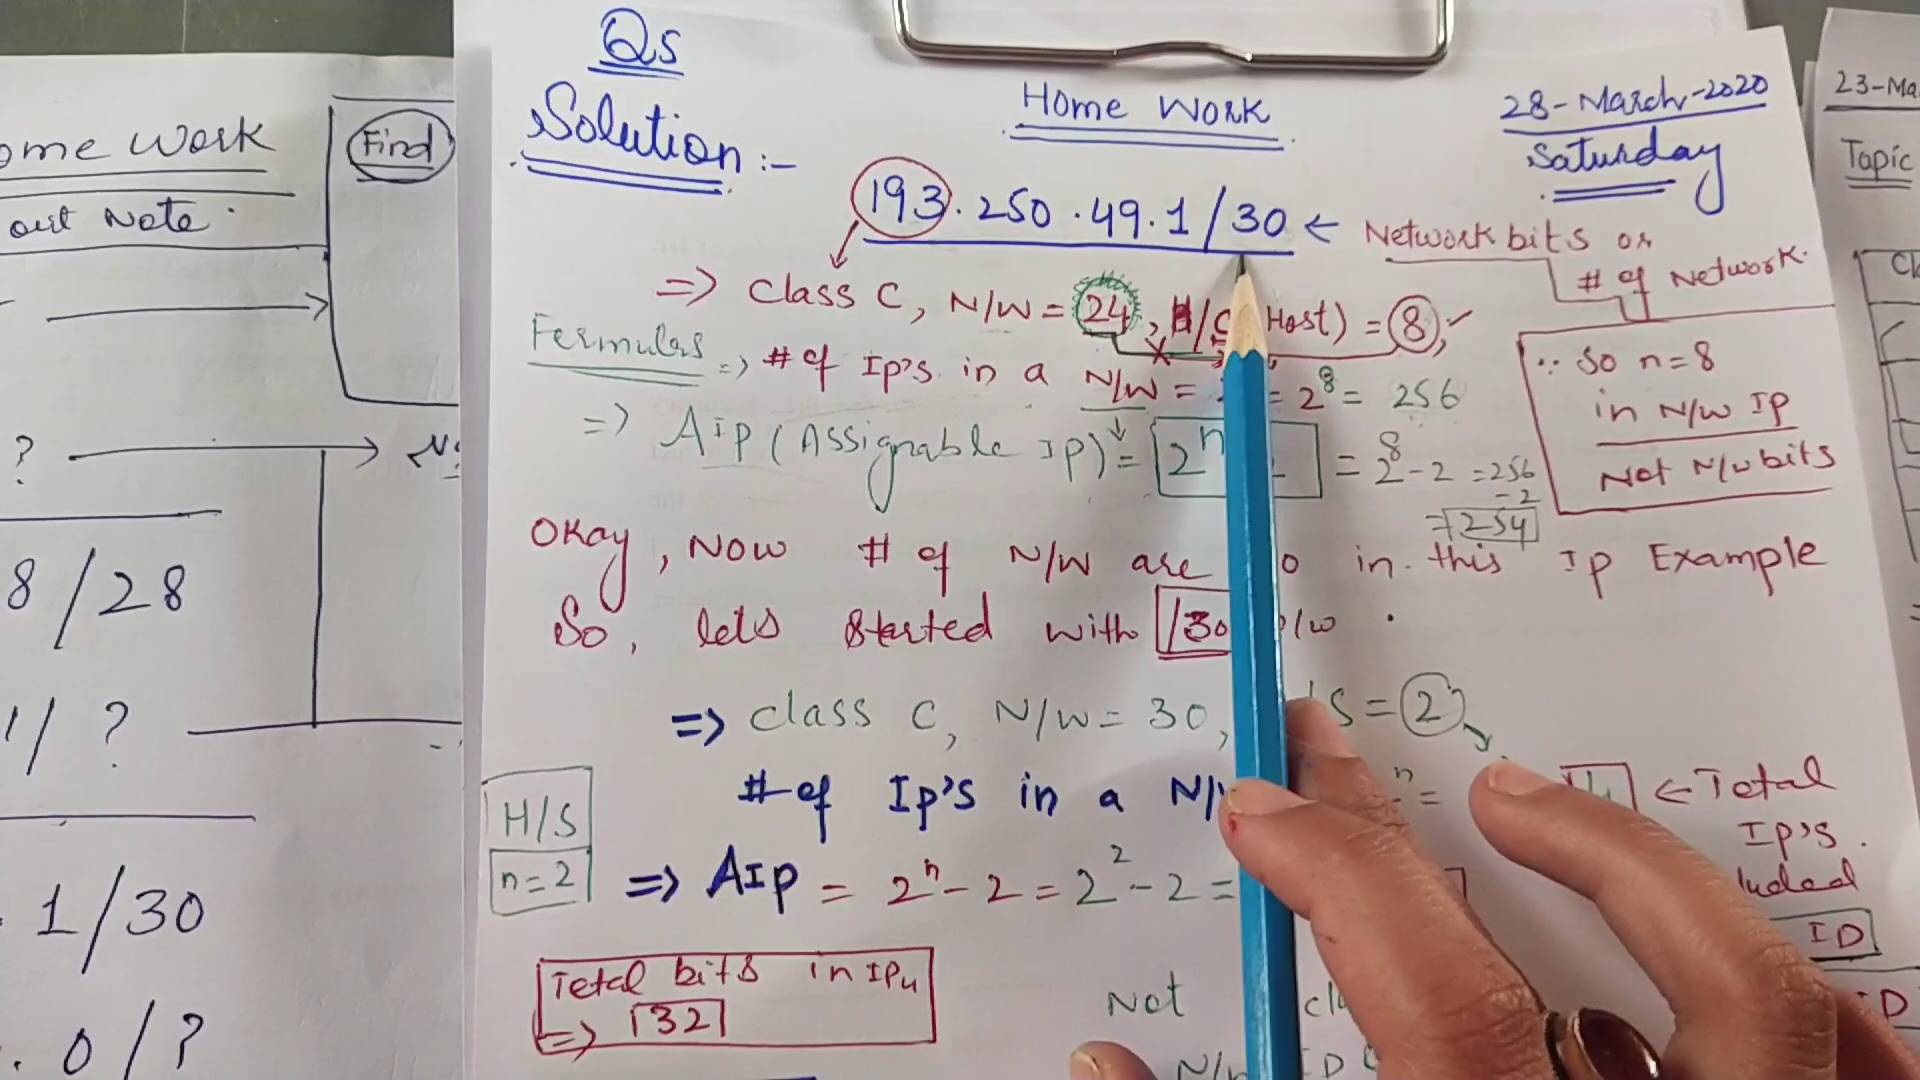 Qs
Solution :-
Home Work
28-March-2020
Saturday
193.250.49.1/30 ← Network bits or
# of Network.
=> Class C, N/W = 24, Host) = 8
Formulas => # of Ip's in a N/W = = 2^8 = 256
=> AIp (Assignable Ip) = 2^n = 2^8 - 2 = 256
- 2
= 254
∵ So n = 8
in N/W Ip
Not N/W bits
Okay, Now # of N/W are in this Ip Example
So, lets Started with /30 /W.
=> Class C, N/W = 30, S = 2
# of Ip's in a ← Total
Ip's.
H/S
n = 2
=> AIp = 2^n - 2 = 2^2 - 2 =
ID
Total bits in IPu
=> 32
Not
ome Work
out Note.
Find
?
8/28
1/ ?
. 1/30
. 0/?
23-Ma
Topic